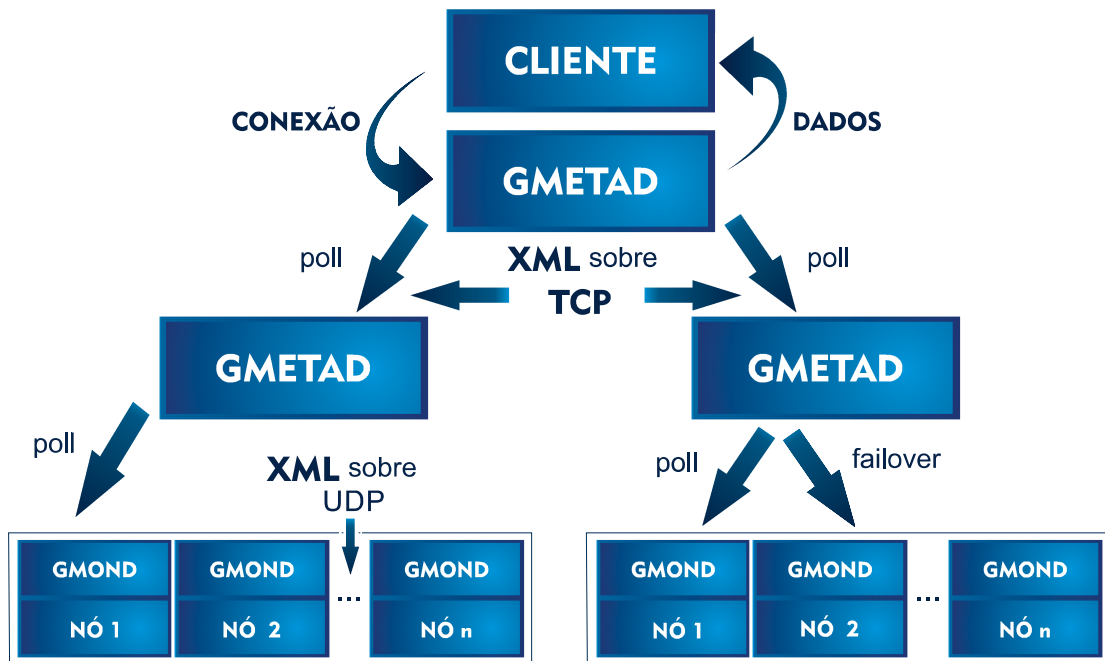 CLIENTE
CONEXÃO
DADOS
GMETAD
poll
XML sobre
TCP
poll
GMETAD
GMETAD
poll
XML sobre
UDP
poll
failover
GMOND
GMOND
...
GMOND
NÓ 1
NÓ 2
NÓ n
GMOND
GMOND
...
GMOND
NÓ 1
NÓ 2
NÓ n